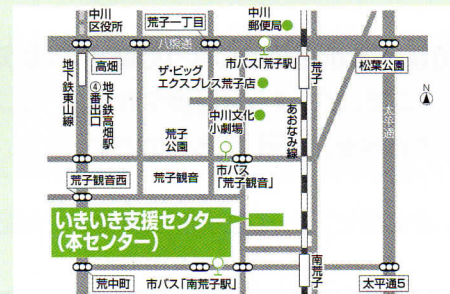 中川
区役所
荒子一丁目
中川
郵便局
八熊通
高畑
市バス「荒子駅」
荒子
松葉公園
ザ・ビッグ
エクスプレス荒子店
地下鉄東山線
地下鉄高畑駅
④番出口
中川文化
小劇場
あおなみ線
太平通
N
荒子
公園
荒子観音西
荒子観音
市バス
「荒子観音」
いきいき支援センター
(本センター)
南荒子
荒中町
市バス「南荒子駅」
太平通5